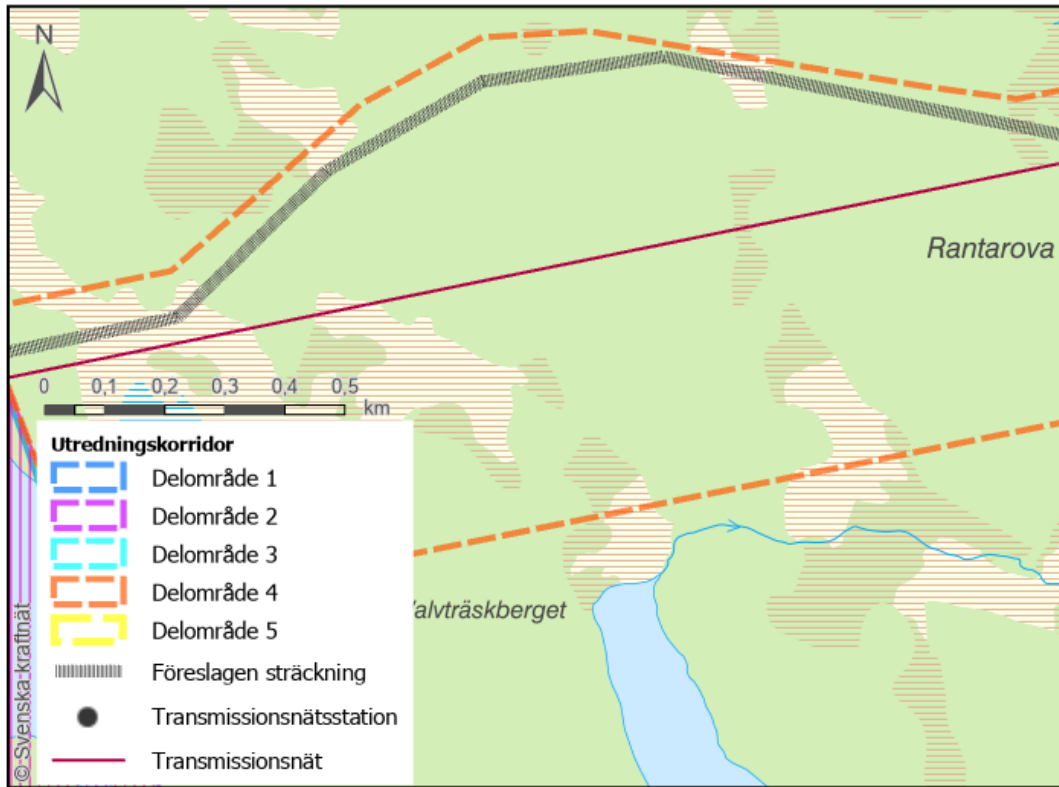 N
Rantarova
0 0,1 0,2 0,3 0,4 0,5
km
Utredningskorridor
Delområde 1
Delområde 2
Delområde 3
Delområde 4
Delområde 5
Föreslagen sträckning
Transmissionsnätsstation
Transmissionsnät
alvträskberget
© Svenska kraftnät